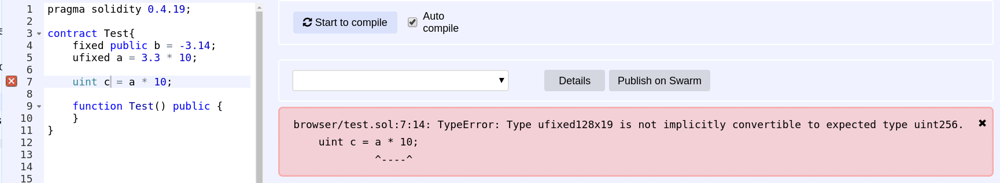 1 pragma solidity 0.4.19;
2
3 contract Test{
4 fixed public b = -3.14;
5 ufixed a = 3.3 * 10;
6
7 uint c = a * 10;
8
9 function Test() public {
10 }
11 }
12
13
14
15
Start to compile
Auto
compile
Details
Publish on Swarm
browser/test.sol:7:14: TypeError: Type ufixed128x19 is not implicitly convertible to expected type uint256.
uint c = a * 10;
^----^